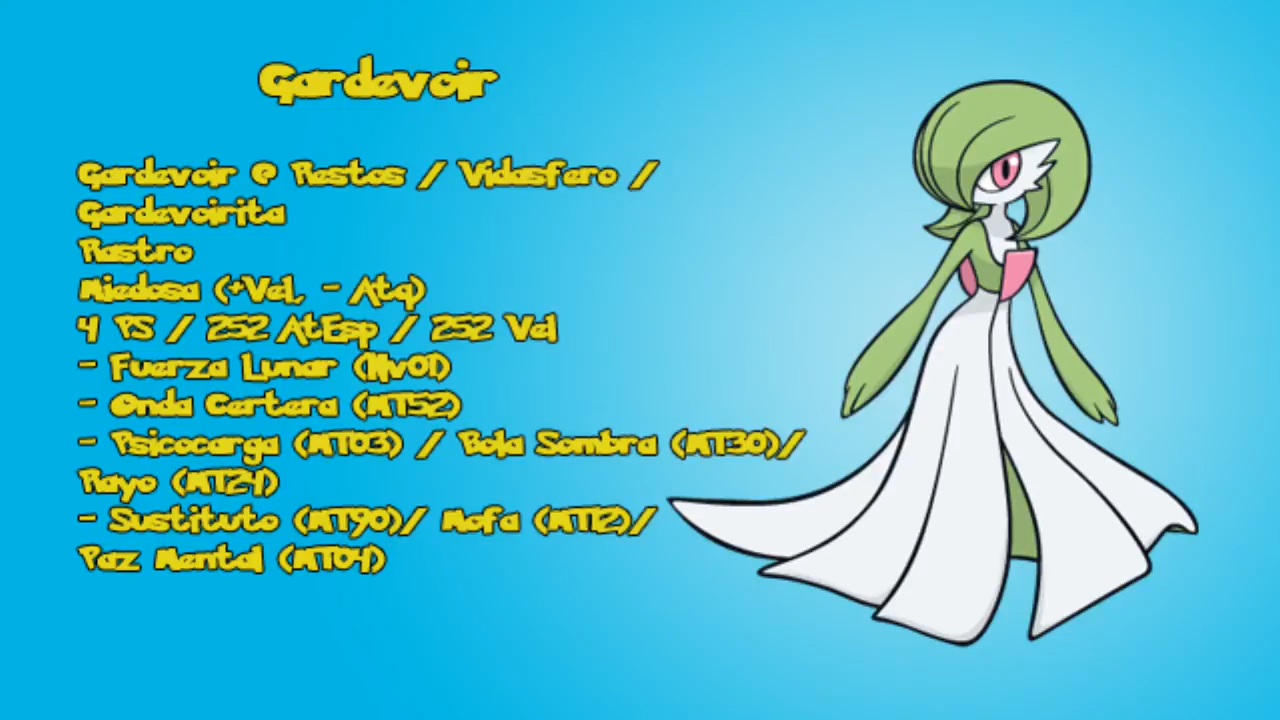 Gardevoir
Gardevoir @ Restos / Vidasfero /
Gardevoirita
Rastro
Miedosa (+Vel, - Atq)
4 PS / 252 AtEsp / 252 Vel
- Fuerza Lunar (Nv01)
- Onda Certera (MT52)
- Psicocarga (MT03) / Bola Sombra (MT30)/
Rayo (MT24)
- Sustituto (MT90)/ Mofa (MT12)/
Paz Mental (MT04)